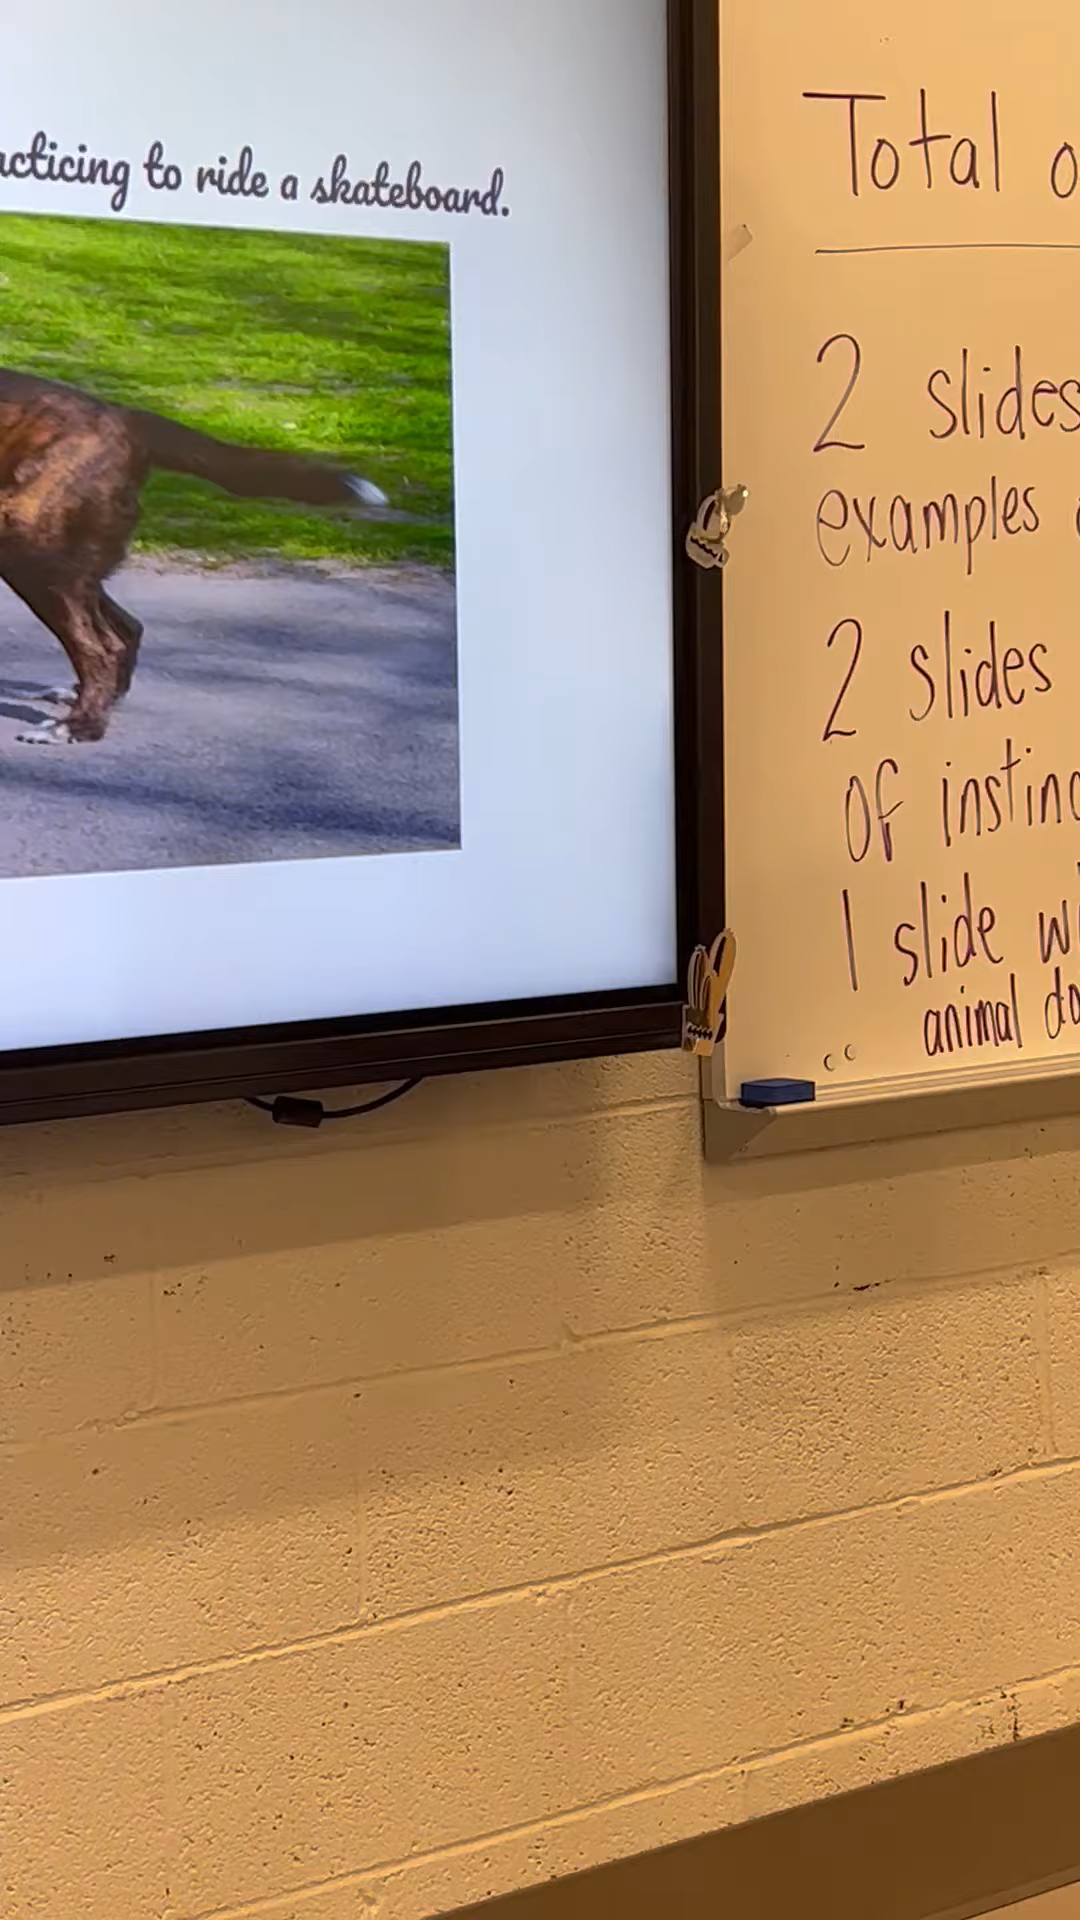 acticing to ride a skateboard.
Total o
2 slides
examples
2 slides
of instinc
1 slide w
animal do